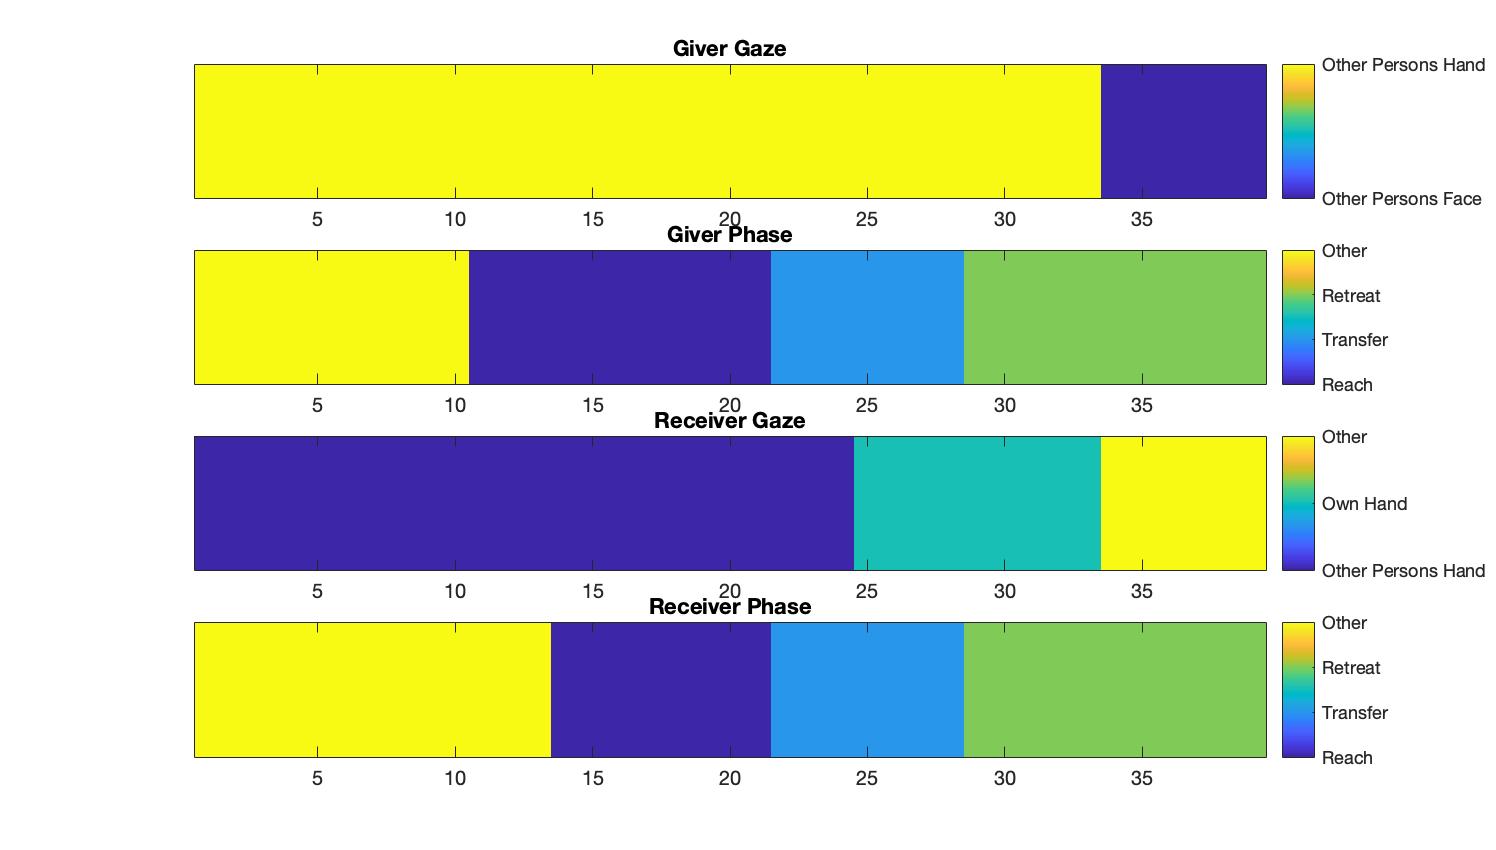 Giver Gaze
Other Persons Hand
Other Persons Face
5 10 15 20 25 30 35
Giver Phase
Other
Retreat
Transfer
Reach
5 10 15 20 25 30 35
Receiver Gaze
Other
Own Hand
Other Persons Hand
5 10 15 20 25 30 35
Receiver Phase
Other
Retreat
Transfer
Reach
5 10 15 20 25 30 35